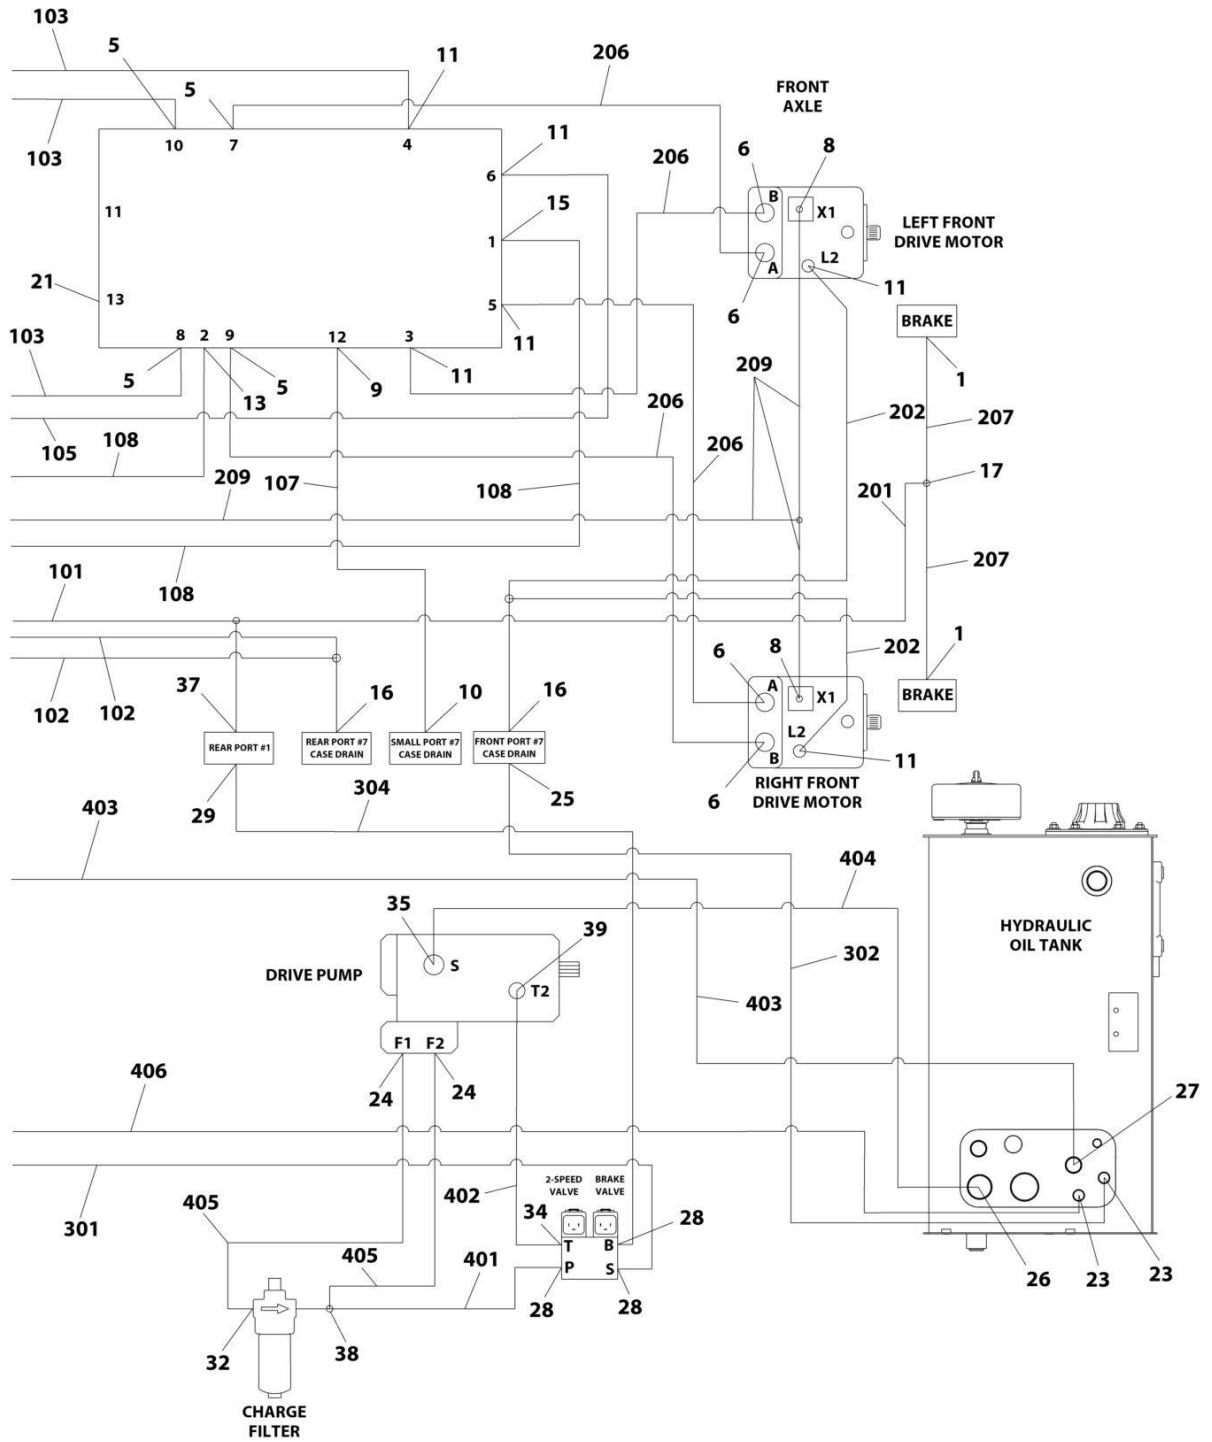 103
5
11
206
5
FRONT
AXLE
103
10
7
4
11
6
206
6
8
B
X1
11
15
1
LEFT FRONT
DRIVE MOTOR
L2
A
11
21
13
5
11
6
BRAKE
103
8
2
9
12
3
5
13
5
9
11
209
1
206
202
207
105
108
206
209
107
108
201
17
101
108
207
37
102
102
16
10
16
6
8
202
1
A
X1
BRAKE
REAR PORT #1
REAR PORT #7
CASE DRAIN
SMALL PORT #7
CASE DRAIN
FRONT PORT #7
CASE DRAIN
L2
B
11
29
304
25
6
RIGHT FRONT
DRIVE MOTOR
403
404
35
39
HYDRAULIC
OIL TANK
DRIVE PUMP
S
T2
302
403
F1
F2
406
24
24
27
2-SPEED
VALVE
BRAKE
VALVE
301
405
402
34
28
T
B
P
S
405
401
26
23
23
28
28
32
38
CHARGE
FILTER